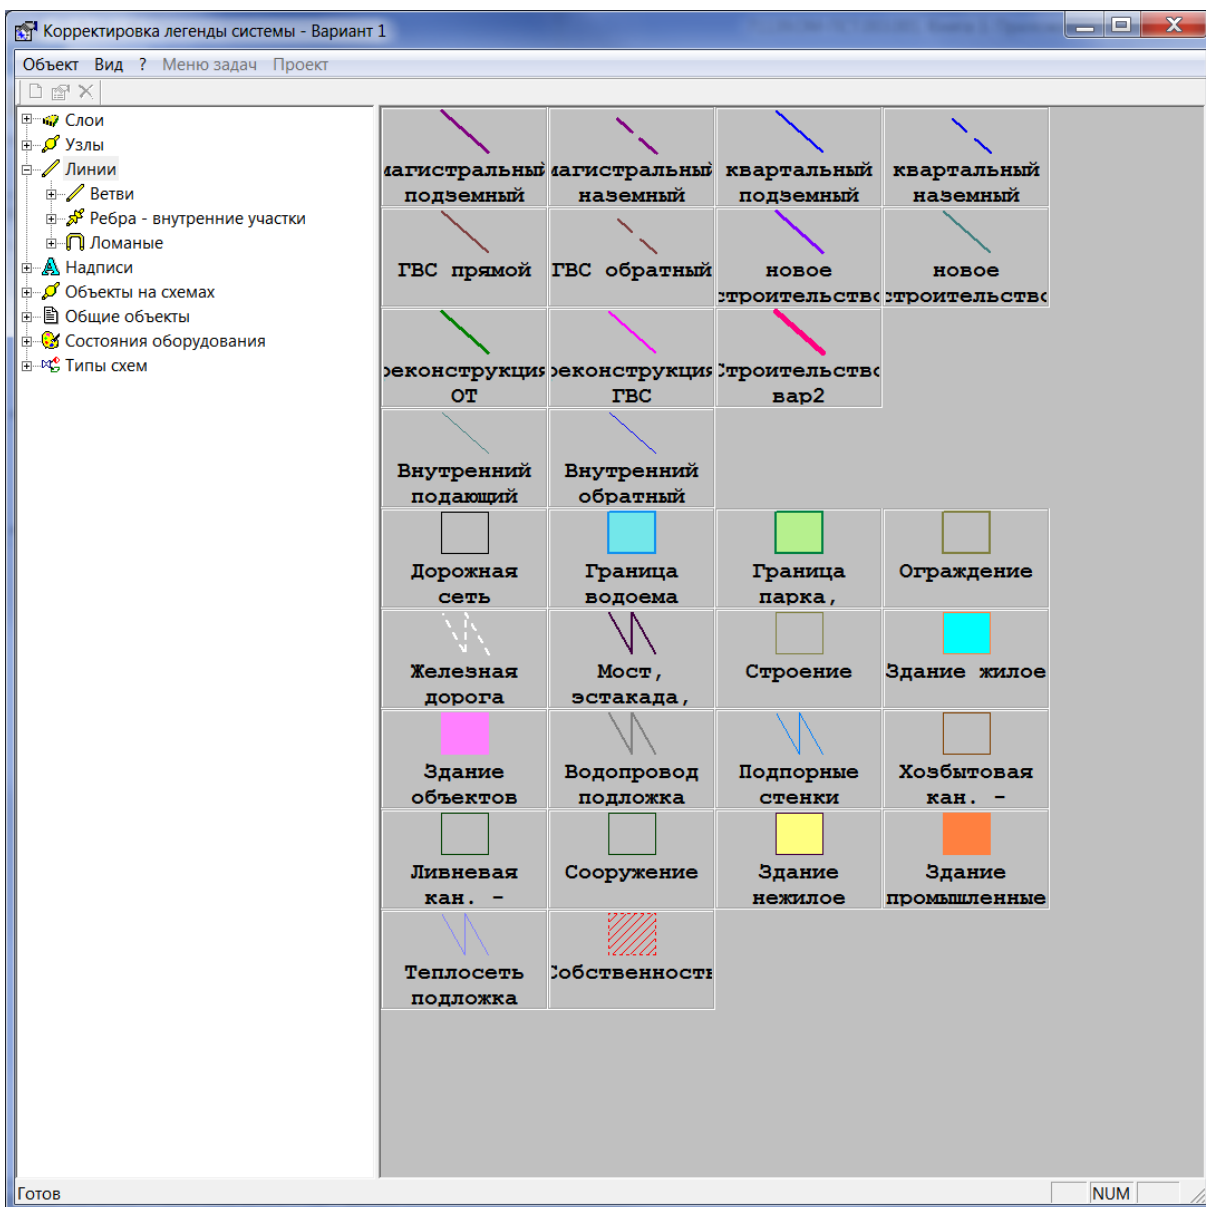 Корректировка легенды системы - Вариант 1
Объект Вид ? Меню задач Проект
Слои
Узлы
Линии
Ветви
Ребра - внутренние участки
Ломаные
Надписи
Объекты на схемах
Общие объекты
Состояния оборудования
Типы схем
магистральный магистральный квартальный квартальный
подземный наземный подземный наземный
ГВС прямой ГВС обратный новое новое
строительство строительство
реконструкция реконструкция Строительство
ОТ ГВС вар2
Внутренний Внутренний
подающий обратный
Дорожная Граница Граница Ограждение
сеть водоема парка,
Железная Мост, Строение Здание жилое
дорога эстакада,
Здание Водопровод Подпорные Хозбытовая
объектов подложка стенки кан. -
Ливневая Сооружение Здание Здание
кан. - нежилое промышленные
Теплосеть Собственность
подложка
Готов
NUM